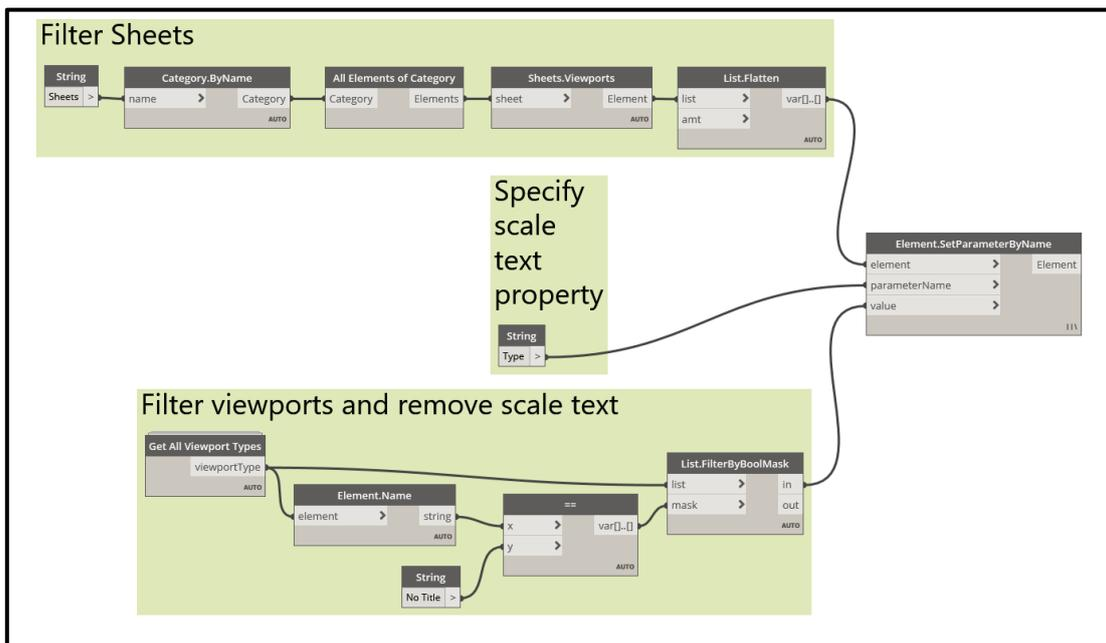 Filter Sheets
String
Sheets >
Category.ByName
name > Category
AUTO
All Elements of Category
Category Elements
Sheets.Viewports
sheet > Element
AUTO
List.Flatten
list > var[]..[]
amt >
AUTO
Specify
scale
text
property
String
Type >
Element.SetParameterByName
element > Element
parameterName >
value >
Filter viewports and remove scale text
Get All Viewport Types
viewportType
AUTO
Element.Name
element > string
AUTO
String
No Title >
==
x > var[]..[]
y >
AUTO
List.FilterByBoolMask
list > in
mask > out
AUTO